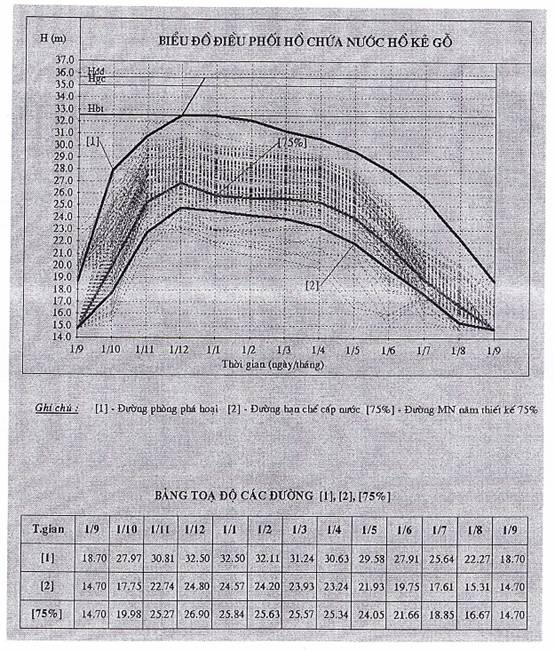 H (m)
BIỂU ĐỒ ĐIỀU PHỐI HỒ CHỨA NƯỚC HỒ KẺ GỖ
37.0
36.0
35.0
34.0
33.0
32.0
31.0
30.0
29.0
28.0
27.0
26.0
25.0
24.0
23.0
22.0
21.0
20.0
19.0
18.0
17.0
16.0
15.0
14.0
Hdd
Hgc
Hbt
[1]
[75%]
[2]
1/9 1/10 1/11 1/12 1/1 1/2 1/3 1/4 1/5 1/6 1/7 1/8 1/9
Thời gian (ngày/tháng)
Ghi chú : [1] - Đường phòng phá hoại [2] - Đường hạn chế cấp nước [75%] - Đường MN năm thiết kế 75%
BẢNG TOẠ ĐỘ CÁC ĐƯỜNG [1], [2], [75%]
T.gian 1/9 1/10 1/11 1/12 1/1 1/2 1/3 1/4 1/5 1/6 1/7 1/8 1/9
[1] 18.70 27.97 30.81 32.50 32.50 32.11 31.24 30.63 29.58 27.91 25.64 22.27 18.70
[2] 14.70 17.75 22.74 24.80 24.57 24.20 23.93 23.24 21.93 19.75 17.61 15.31 14.70
[75%] 14.70 19.98 25.27 26.90 25.84 25.63 25.57 25.34 24.05 21.66 18.85 16.67 14.70